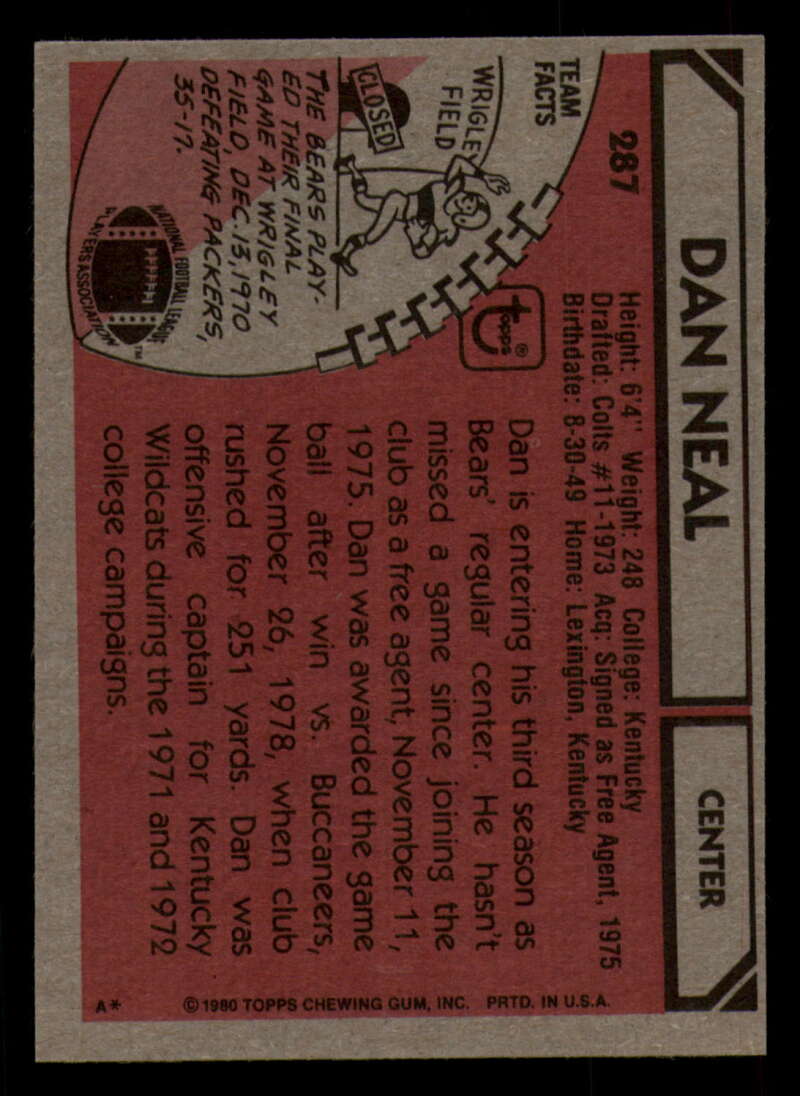 287
DAN NEAL
CENTER
Height: 6'4" Weight: 248 College: Kentucky
Drafted: Colts #11-1973 Acq: Signed as Free Agent, 1975
Birthdate: 8-30-49 Home: Lexington, Kentucky
TEAM
FACTS
WRIGLEY
FIELD
CLOSED
THE BEARS PLAY-
ED THEIR FINAL
GAME AT WRIGLEY
FIELD, DEC. 13, 1970
DEFEATING PACKERS,
35-17.
NATIONAL FOOTBALL LEAGUE
PLAYERS ASSOCIATION
TM
topps®
Dan is entering his third season as
Bears' regular center. He hasn't
missed a game since joining the
club as a free agent, November 11,
1975. Dan was awarded the game
ball after win vs. Buccaneers,
November 26, 1978, when club
rushed for 251 yards. Dan was
offensive captain for Kentucky
Wildcats during the 1971 and 1972
college campaigns.
A* © 1980 TOPPS CHEWING GUM, INC. PRTD. IN U.S.A.